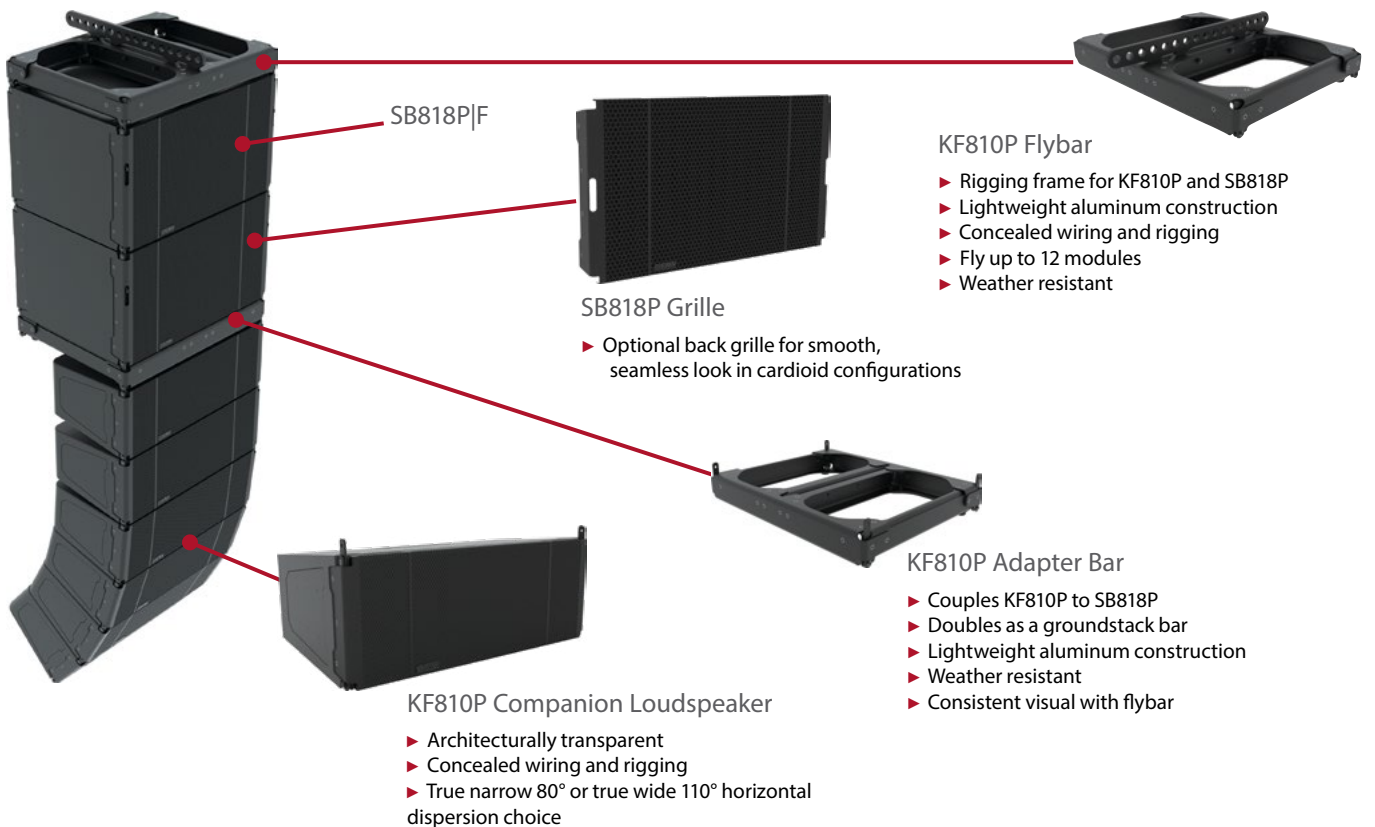 SB818P|F
KF810P Flybar
► Rigging frame for KF810P and SB818P
► Lightweight aluminum construction
► Concealed wiring and rigging
► Fly up to 12 modules
► Weather resistant
SB818P Grille
► Optional back grille for smooth,
seamless look in cardioid configurations
KF810P Adapter Bar
► Couples KF810P to SB818P
► Doubles as a groundstack bar
► Lightweight aluminum construction
► Weather resistant
► Consistent visual with flybar
KF810P Companion Loudspeaker
► Architecturally transparent
► Concealed wiring and rigging
► True narrow 80° or true wide 110° horizontal
dispersion choice